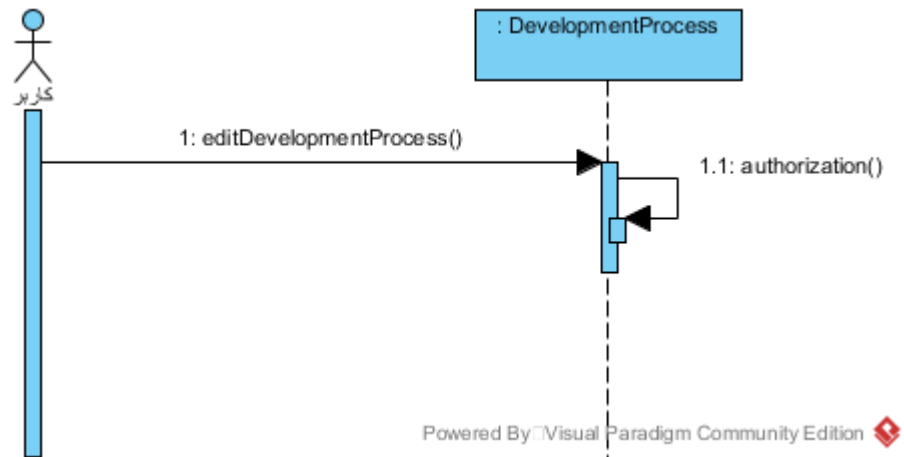 : DevelopmentProcess
کاربر
1: editDevelopmentProcess()
1.1: authorization()
Powered By Visual Paradigm Community Edition